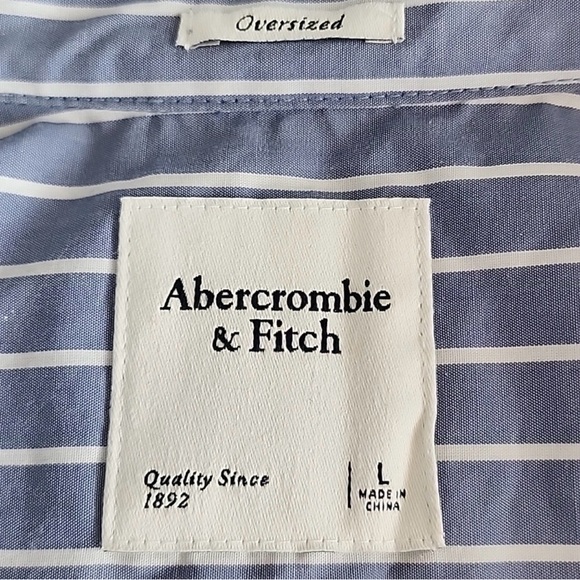 Oversized
Abercrombie
& Fitch
Quality Since
1892
L
MADE IN
CHINA